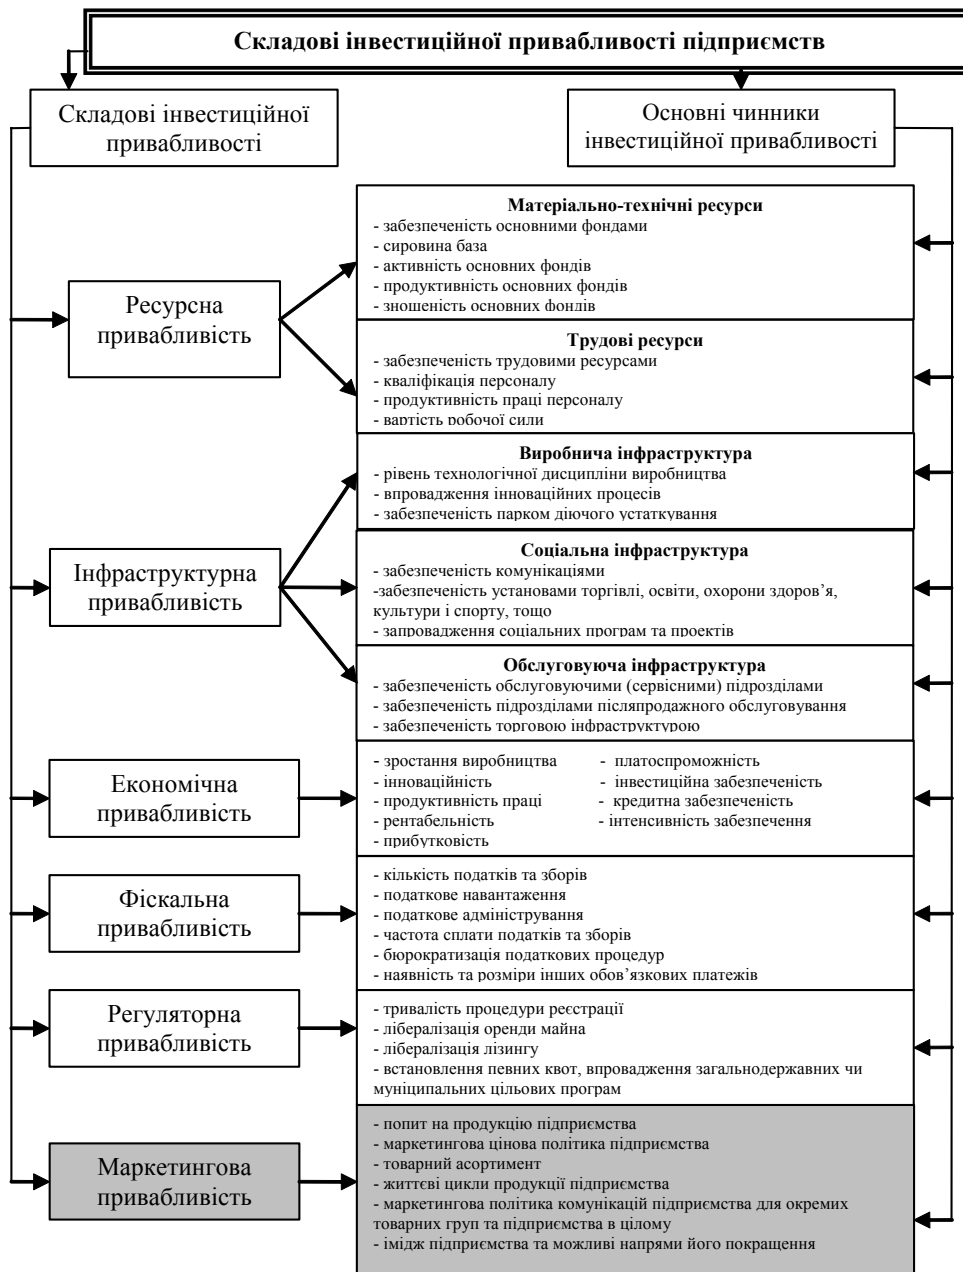 Складові інвестиційної привабливості підприємств
Складові інвестиційної
привабливості
Основні чинники
інвестиційної привабливості
Ресурсна
привабливість
Матеріально-технічні ресурси
- забезпеченість основними фондами
- сировина база
- активність основних фондів
- продуктивність основних фондів
- зношеність основних фондів
Трудові ресурси
- забезпеченість трудовими ресурсами
- кваліфікація персоналу
- продуктивність праці персоналу
- вартість робочої сили
Інфраструктурна
привабливість
Виробнича інфраструктура
- рівень технологічної дисципліни виробництва
- впровадження інноваційних процесів
- забезпеченість парком діючого устаткування
Соціальна інфраструктура
- забезпеченість комунікаціями
-забезпеченість установами торгівлі, освіти, охорони здоров’я,
культури і спорту, тощо
- запровадження соціальних програм та проектів
Обслуговуюча інфраструктура
- забезпеченість обслуговуючими (сервісними) підрозділами
- забезпеченість підрозділами післяпродажного обслуговування
- забезпеченість торговою інфраструктурою
Економічна
привабливість
- зростання виробництва - платоспроможність
- інноваційність - інвестиційна забезпеченість
- продуктивність праці - кредитна забезпеченість
- рентабельність - інтенсивність забезпечення
- прибутковість
Фіскальна
привабливість
- кількість податків та зборів
- податкове навантаження
- податкове адміністрування
- частота сплати податків та зборів
- бюрократизація податкових процедур
- наявність та розміри інших обов’язкових платежів
Регуляторна
привабливість
- тривалість процедури реєстрації
- лібералізація оренди майна
- лібералізація лізингу
- встановлення певних квот, впровадження загальнодержавних чи
муніципальних цільових програм
Маркетингова
привабливість
- попит на продукцію підприємства
- маркетингова цінова політика підприємства
- товарний асортимент
- життєві цикли продукції підприємства
- маркетингова політика комунікацій підприємства для окремих
товарних груп та підприємства в цілому
- імідж підприємства та можливі напрями його покращення